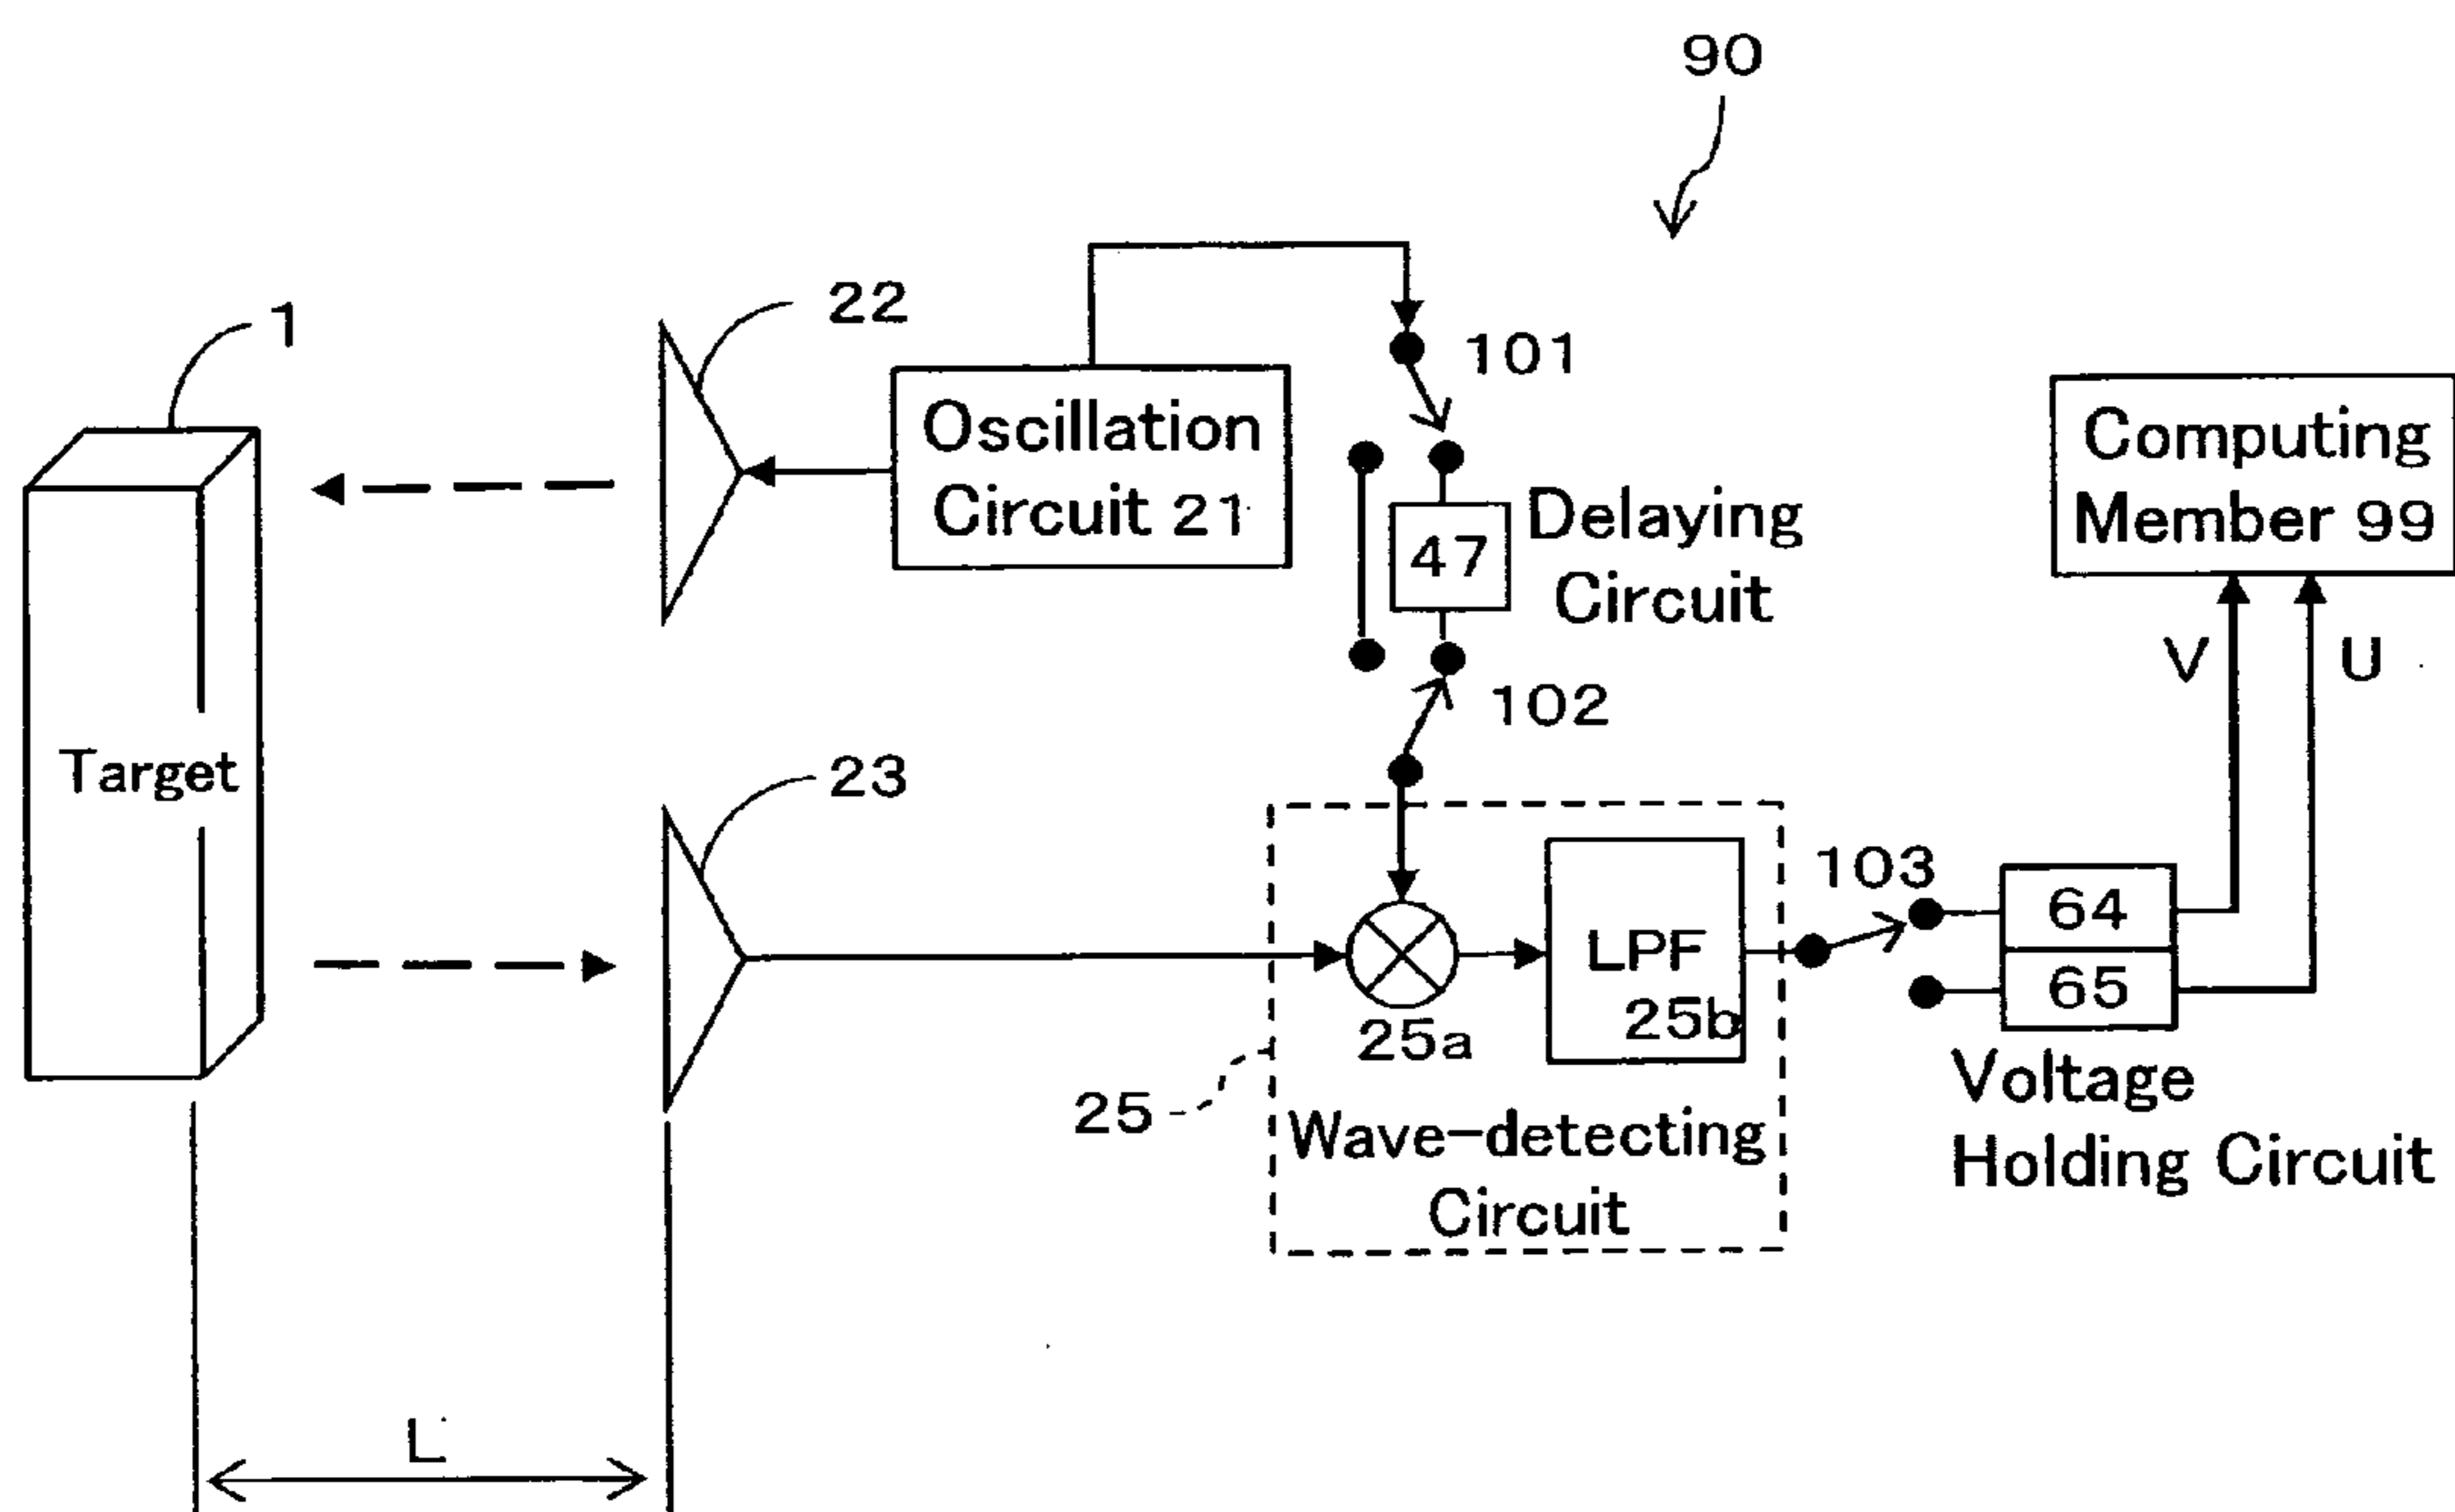 90
1
22
101
Oscillation
Circuit 21
Computing
Member 99
Delaying
Circuit
47
V
U
102
Target
23
103
64
65
LPF
25b
25a
25
Wave-detecting
Circuit
Voltage
Holding Circuit
L